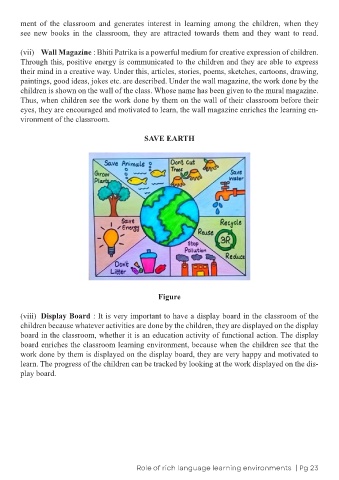 ment of the classroom and generates interest in learning among the children, when they
see new books in the classroom, they are attracted towards them and they want to read.
(vii) Wall Magazine : Bhiti Patrika is a powerful medium for creative expression of children.
Through this, positive energy is communicated to the children and they are able to express
their mind in a creative way. Under this, articles, stories, poems, sketches, cartoons, drawing,
paintings, good ideas, jokes etc. are described. Under the wall magazine, the work done by the
children is shown on the wall of the class. Whose name has been given to the mural magazine.
Thus, when children see the work done by them on the wall of their classroom before their
eyes, they are encouraged and motivated to learn, the wall magazine enriches the learning en-
vironment of the classroom.
SAVE EARTH
Save Animals
Don't Cut
Tree
Grow
Plants
Save
water
Save
Energy
Recycle
Reuse
3R
Reduce
Stop
Pollution
Don't
Litter
Figure
(viii) Display Board : It is very important to have a display board in the classroom of the
children because whatever activities are done by the children, they are displayed on the display
board in the classroom, whether it is an education activity of functional action. The display
board enriches the classroom learning environment, because when the children see that the
work done by them is displayed on the display board, they are very happy and motivated to
learn. The progress of the children can be tracked by looking at the work displayed on the dis-
play board.
Role of rich language learning environments | Pg 23